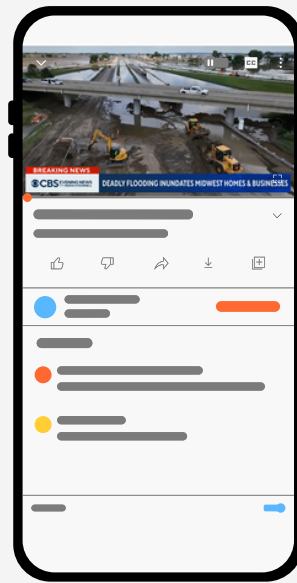 CC
BREAKING NEWS
CBS EVENING NEWS
DEADLY FLOODING INUNDATES MIDWEST HOMES & BUSINESSES